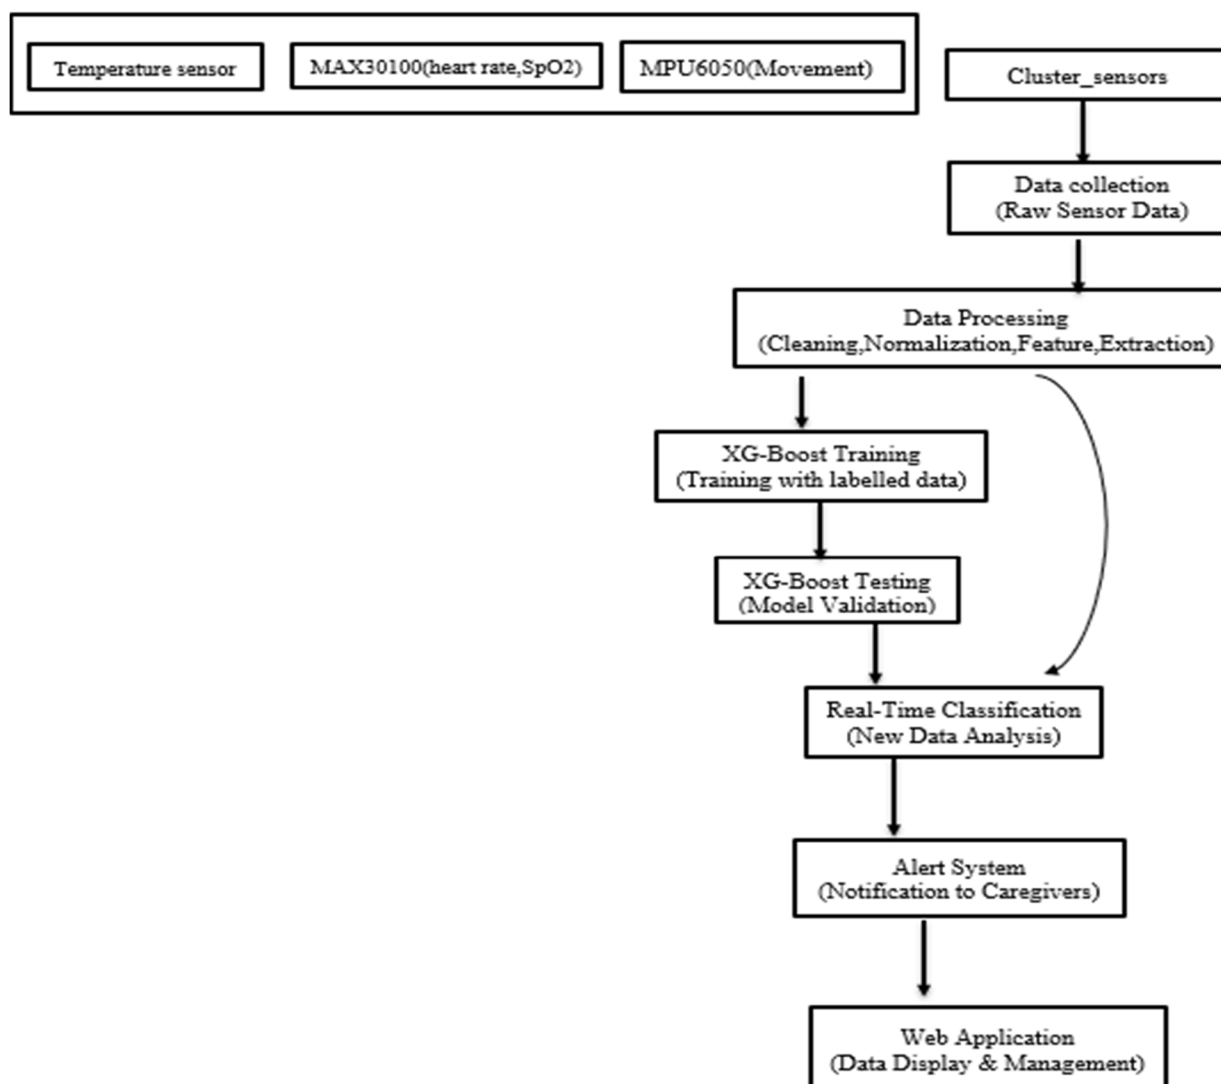 Temperature sensor
MAX30100(heart rate,SpO2)
MPU6050(Movement)
Cluster_sensors
Data collection
(Raw Sensor Data)
Data Processing
(Cleaning,Normalization,Feature,Extraction)
XG-Boost Training
(Training with labelled data)
XG-Boost Testing
(Model Validation)
Real-Time Classification
(New Data Analysis)
Alert System
(Notification to Caregivers)
Web Application
(Data Display & Management)